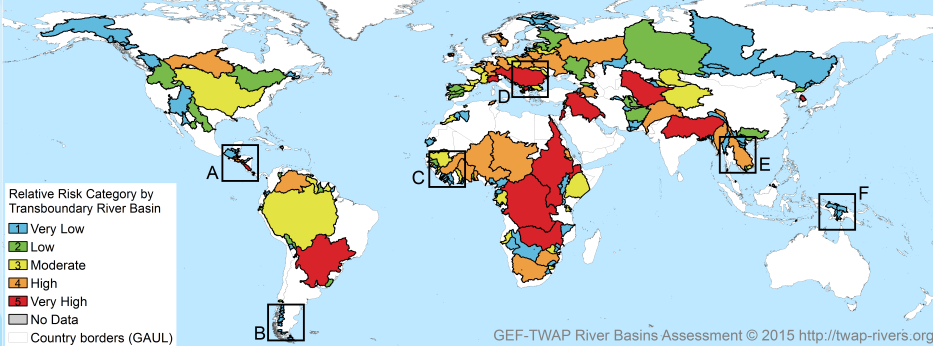 A
B
C
D
E
F
Relative Risk Category by
Transboundary River Basin
1 Very Low
2 Low
3 Moderate
4 High
5 Very High
No Data
Country borders (GAUL)
GEF-TWAP River Basins Assessment © 2015 http://twap-rivers.org